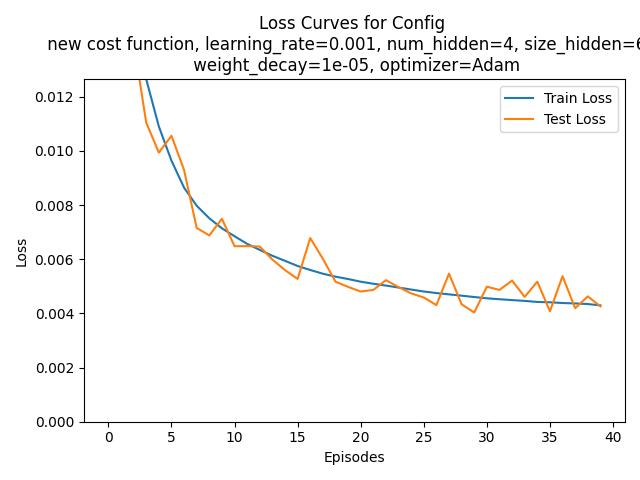 Loss Curves for Config
new cost function, learning_rate=0.001, num_hidden=4, size_hidden=6
weight_decay=1e-05, optimizer=Adam
Train Loss
Test Loss
Loss
0.012
0.010
0.008
0.006
0.004
0.002
0.000
0 5 10 15 20 25 30 35 40
Episodes